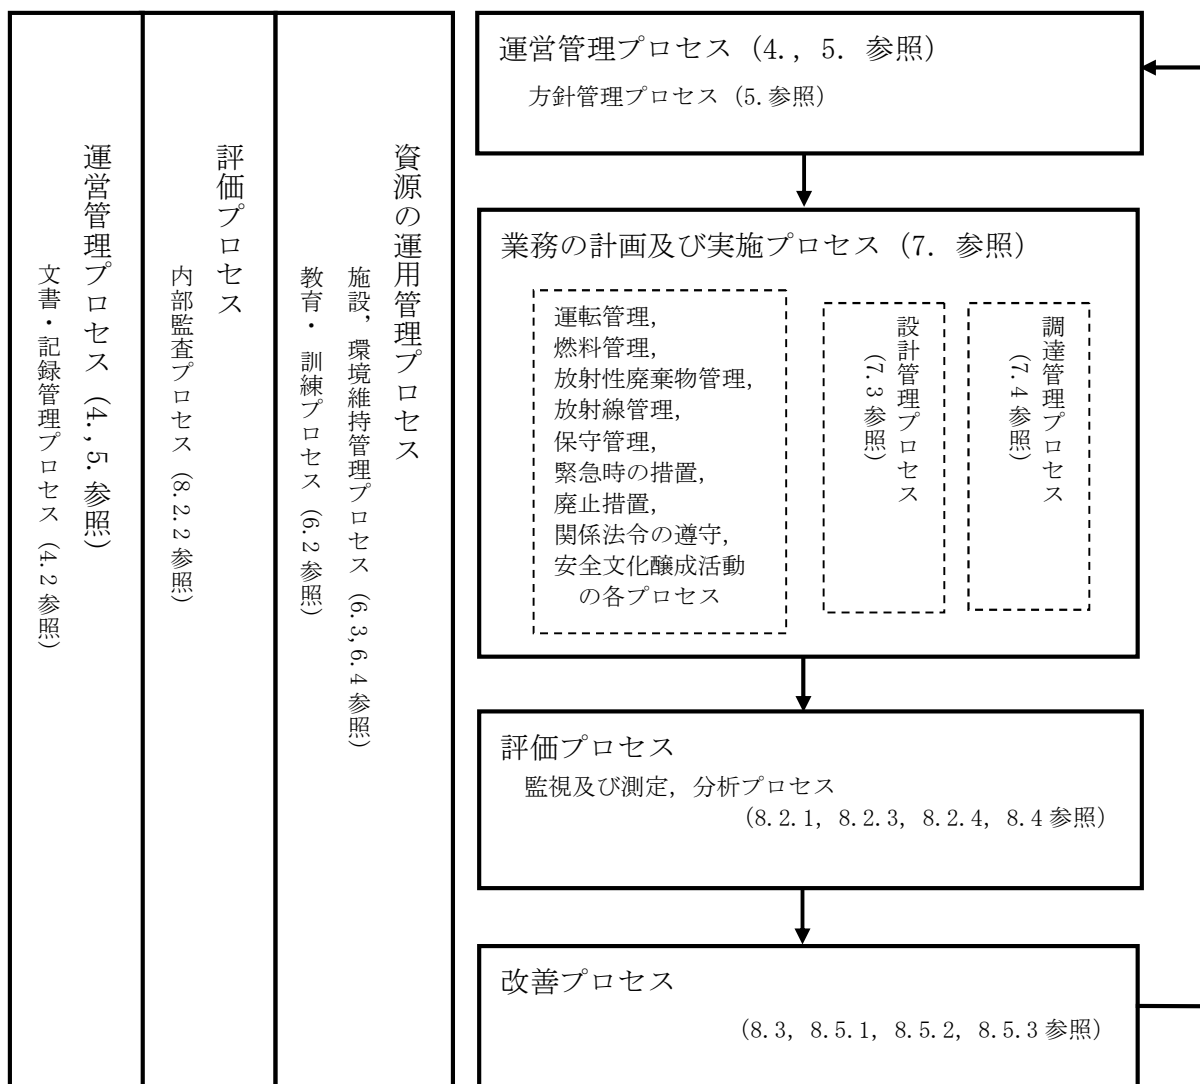 運営管理プロセス（4., 5. 参照）
文書・記録管理プロセス（4.2参照）
評価プロセス
内部監査プロセス（8.2.2参照）
資源の運用管理プロセス
施設，環境維持管理プロセス（6.3,6.4参照）
教育・ 訓練プロセス（6.2参照）
運営管理プロセス（4., 5. 参照）
方針管理プロセス（5.参照）
業務の計画及び実施プロセス（7. 参照）
運転管理，
燃料管理，
放射性廃棄物管理，
放射線管理，
保守管理，
緊急時の措置，
廃止措置，
関係法令の遵守，
安全文化醸成活動
の各プロセス
設計管理プロセス
（7.3参照）
調達管理プロセス
（7.4参照）
評価プロセス
監視及び測定，分析プロセス
（8.2.1, 8.2.3, 8.2.4, 8.4参照）
改善プロセス
（8.3, 8.5.1, 8.5.2, 8.5.3参照）